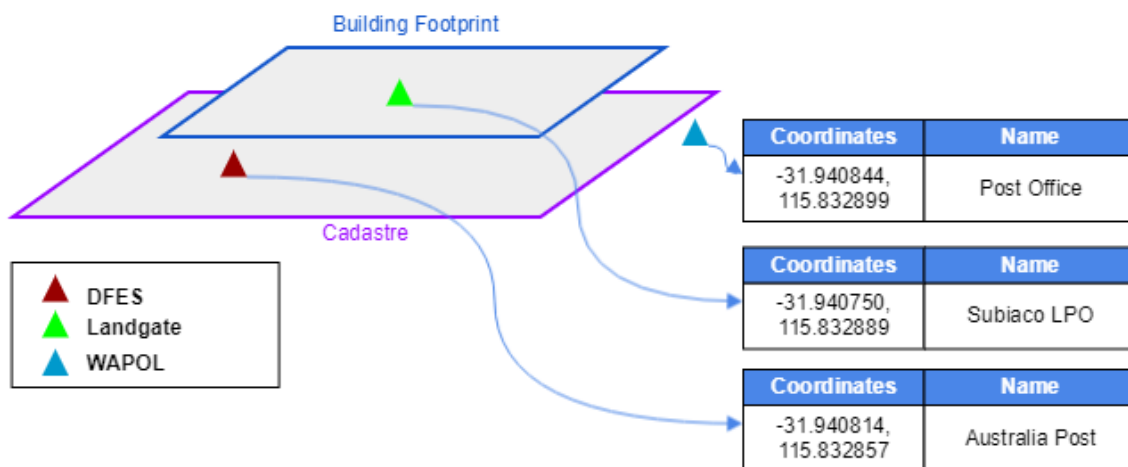 Building Footprint
Cadastre
DFES
Landgate
WAPOL
Coordinates Name
-31.940844,
115.832899
Post Office
Coordinates Name
-31.940750,
115.832889
Subiaco LPO
Coordinates Name
-31.940814,
115.832857
Australia Post